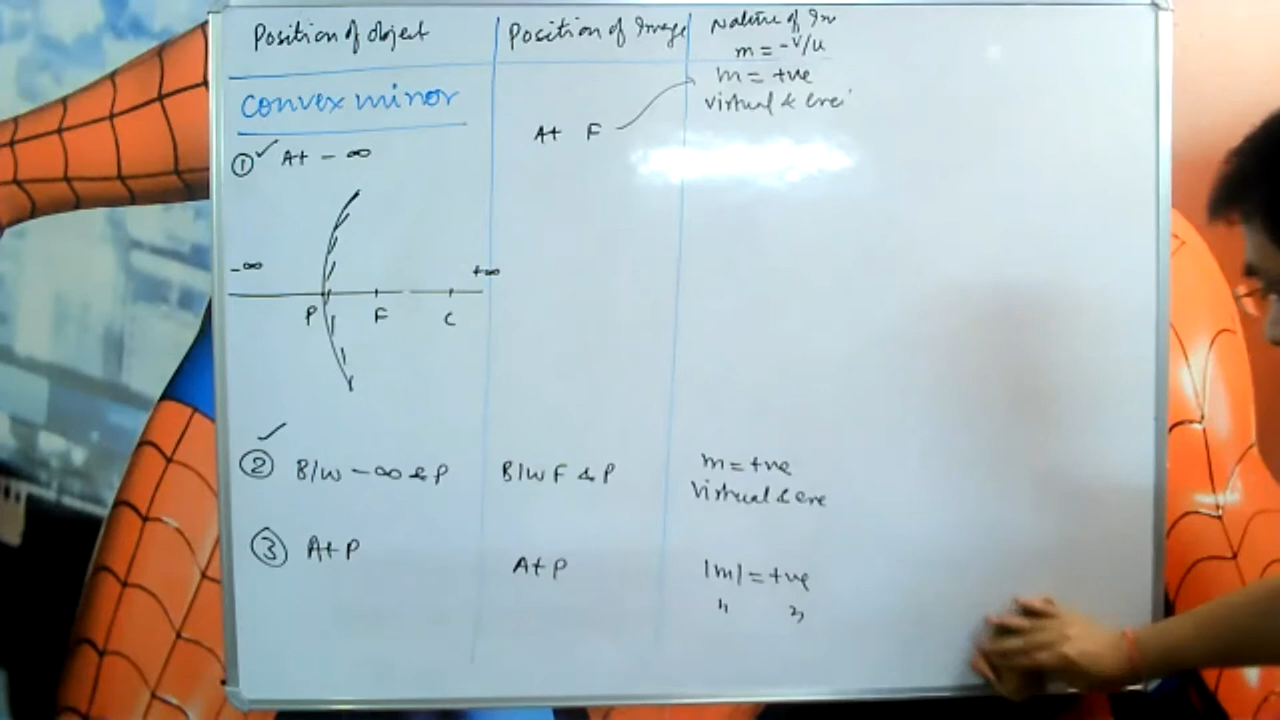 Position of object
Position of Image
Nature of Im
m = -v/u
convex mirror
m = +ve
virtual & erec
At F
① ✓ At - ∞
-∞
+∞
P
F
C
✓
② B/W - ∞ & P
B/W F & P
m = +ve
Virtual & ere
③ At P
At P
|m| = +ve
" "